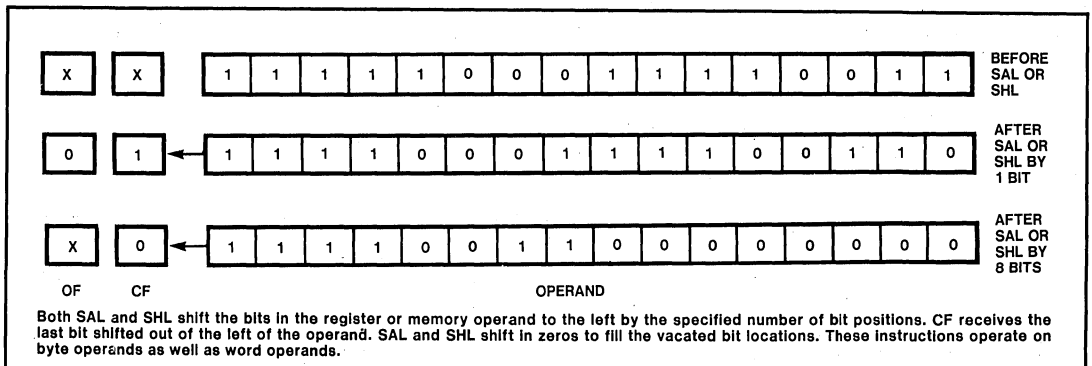 X X 1 1 1 1 1 0 0 0 1 1 1 1 0 0 1 1
BEFORE
SAL OR
SHL
0 1 1 1 1 1 0 0 0 1 1 1 1 0 0 1 1 0
AFTER
SAL OR
SHL BY
1 BIT
X 0 1 1 1 1 0 0 1 1 0 0 0 0 0 0 0 0
AFTER
SAL OR
SHL BY
8 BITS
OF CF OPERAND
Both SAL and SHL shift the bits in the register or memory operand to the left by the specified number of bit positions. CF receives the
last bit shifted out of the left of the operand. SAL and SHL shift in zeros to fill the vacated bit locations. These instructions operate on
byte operands as well as word operands.